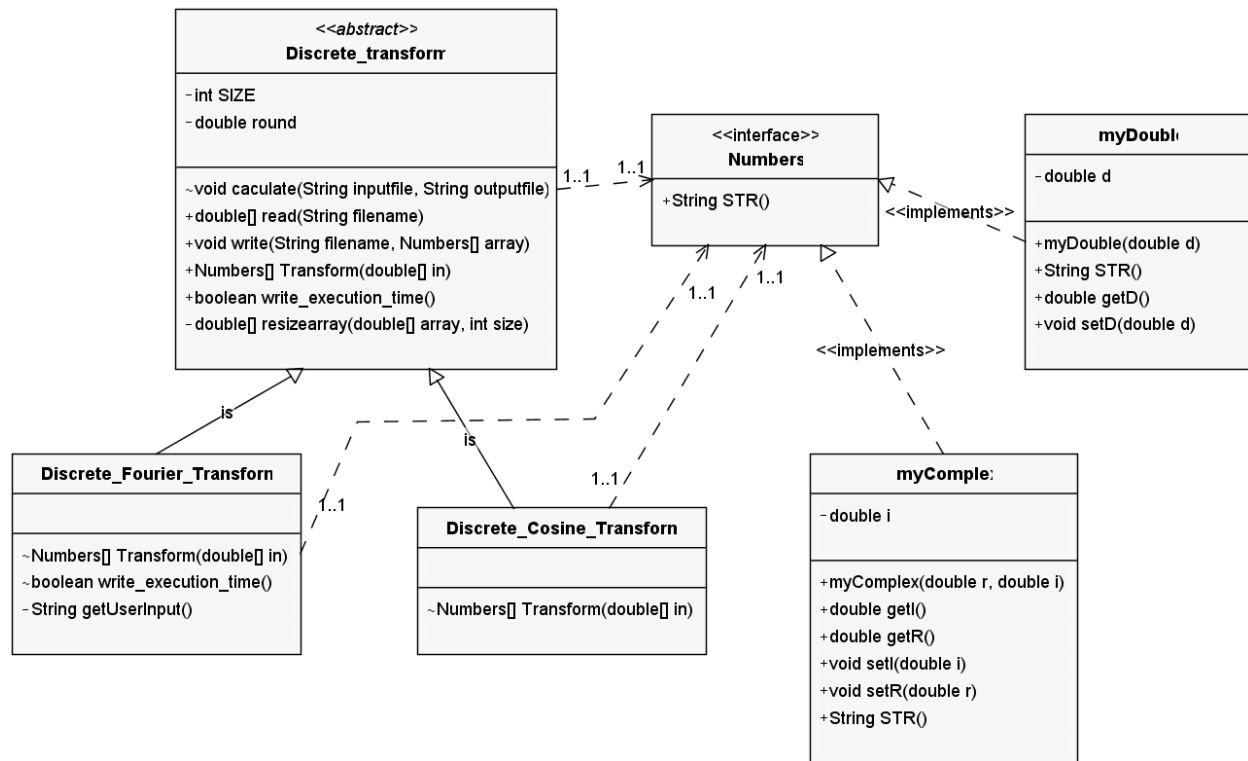 <<abstract>>
Discrete_transform
-int SIZE
-double round
~void caculate(String inputfile, String outputfile)
+double[] read(String filename)
+void write(String filename, Numbers[] array)
+Numbers[] Transform(double[] in)
+boolean write_execution_time()
-double[] resizearray(double[] array, int size)
1..1
1..1
<<interface>>
Numbers
+String STR()
<<implements>>
myDouble
-double d
+myDouble(double d)
+String STR()
+double getD()
+void setD(double d)
1..1
1..1
<<implements>>
is
is
Discrete_Fourier_Transform
~Numbers[] Transform(double[] in)
~boolean write_execution_time()
-String getUserInput()
1..1
1..1
Discrete_Cosine_Transform
~Numbers[] Transform(double[] in)
myComplex
-double i
+myComplex(double r, double i)
+double getI()
+double getR()
+void setI(double i)
+void setR(double r)
+String STR()